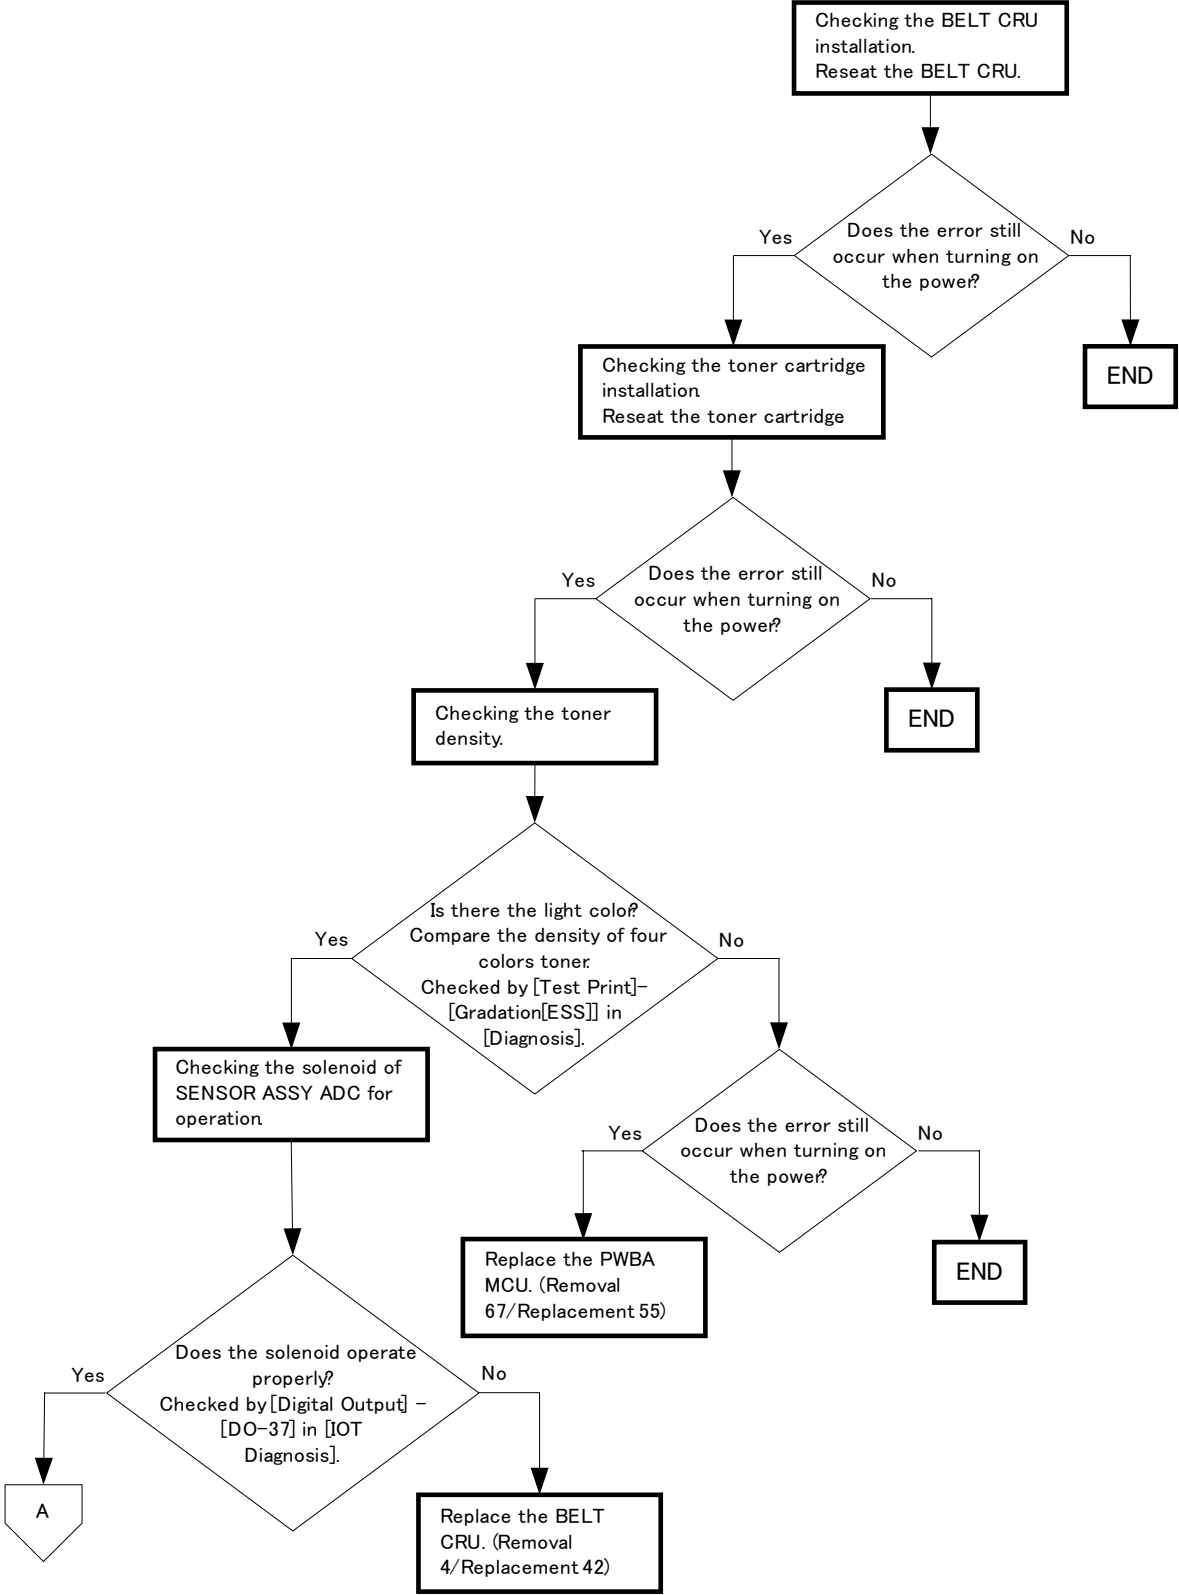 Checking the BELT CRU
installation.
Reseat the BELT CRU.
Does the error still
occur when turning on
the power?
Yes
No
END
Checking the toner cartridge
installation.
Reseat the toner cartridge.
Does the error still
occur when turning on
the power?
Yes
No
END
Checking the toner
density.
Is there the light color?
Compare the density of four
colors toner.
Checked by [Test Print]-
[Gradation[ESS]] in
[Diagnosis].
Yes
No
Checking the solenoid of
SENSOR ASSY ADC for
operation.
Does the error still
occur when turning on
the power?
Yes
No
Replace the PWBA
MCU. (Removal
67/Replacement 55)
END
Does the solenoid operate
properly?
Checked by [Digital Output] -
[DO-37] in [IOT
Diagnosis].
Yes
No
A
Replace the BELT
CRU. (Removal
4/Replacement 42)